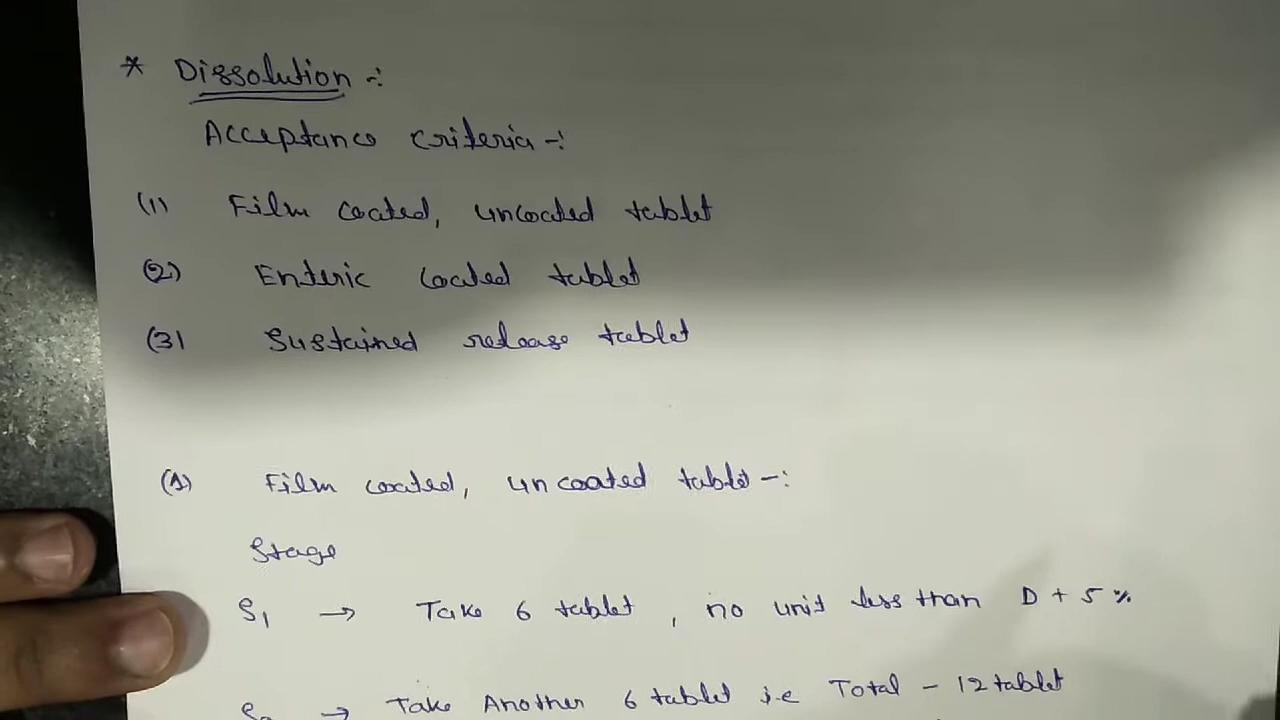 * Dissolution -:
Acceptance criteria -:
(1) Film coated, uncoated tablet
(2) Enteric coated tablet
(3) Sustained release tablet
(1) Film coated, uncoated tablet -:
Stage
S1 → Take 6 tablet, no unit less than D + 5%
→ Take Another 6 tablet i.e Total - 12 tablet